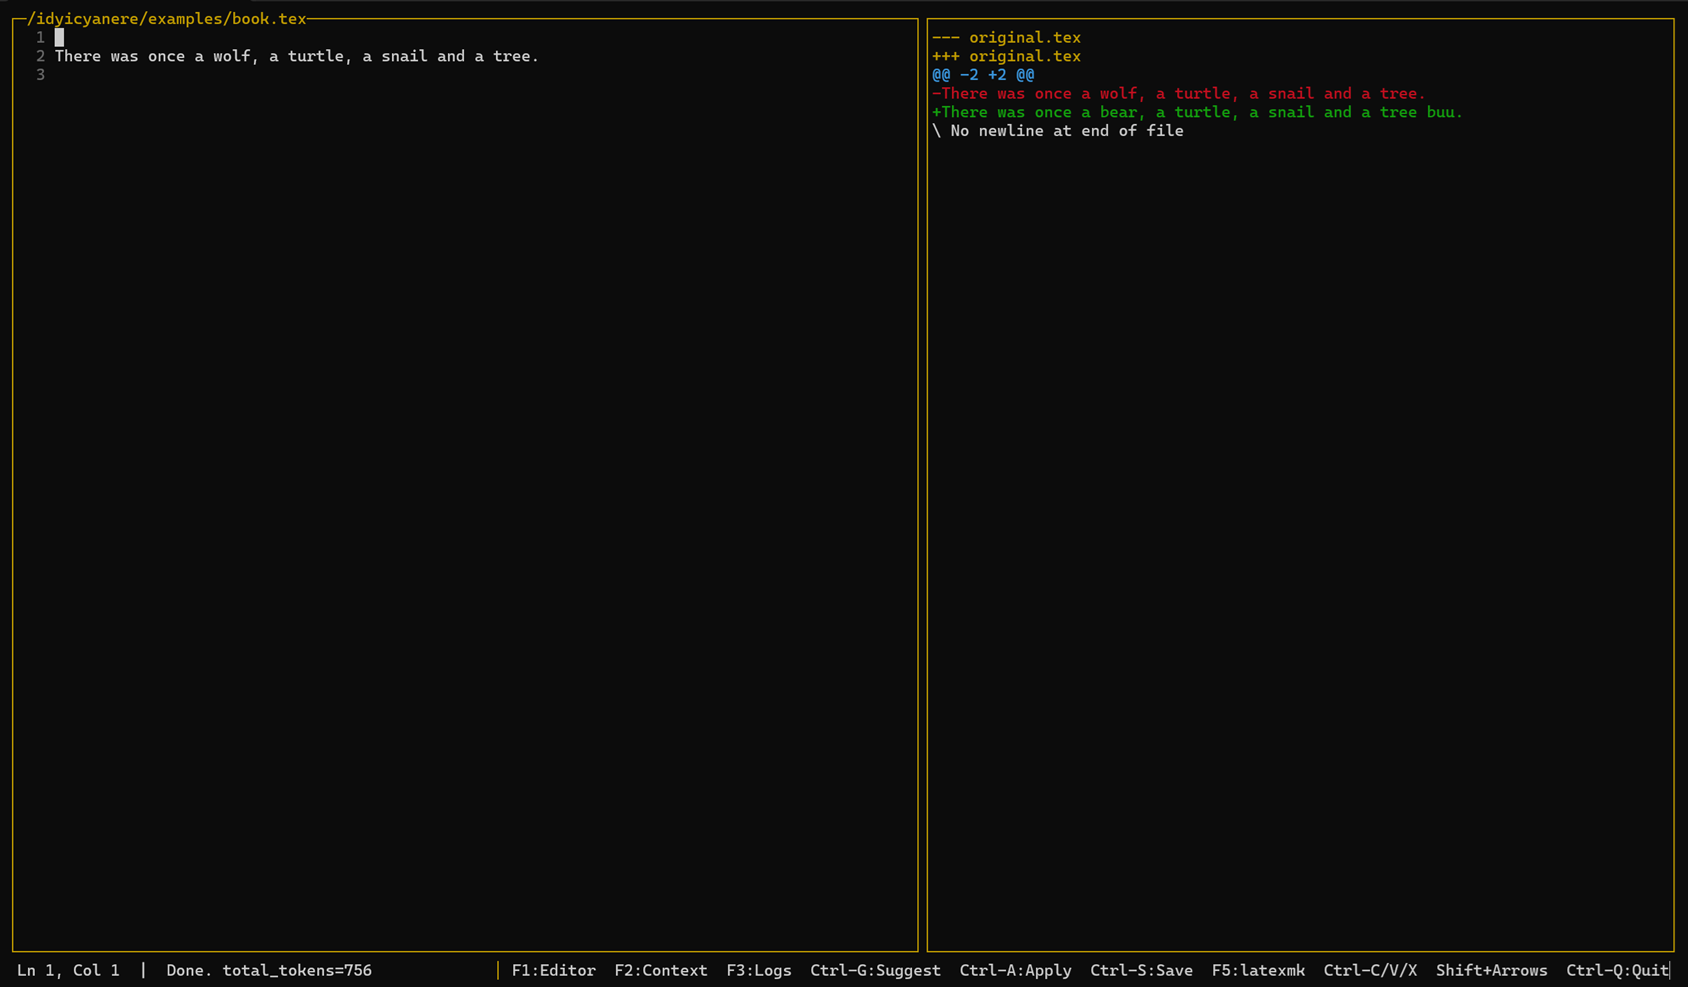 /idyicyanere/examples/book.tex
1
2 There was once a wolf, a turtle, a snail and a tree.
3
--- original.tex
+++ original.tex
@@ -2 +2 @@
-There was once a wolf, a turtle, a snail and a tree.
+There was once a bear, a turtle, a snail and a tree buu.
\ No newline at end of file
Ln 1, Col 1 | Done. total_tokens=756 | F1:Editor F2:Context F3:Logs Ctrl-G:Suggest Ctrl-A:Apply Ctrl-S:Save F5:latexmk Ctrl-C/V/X Shift+Arrows Ctrl-Q:Quit